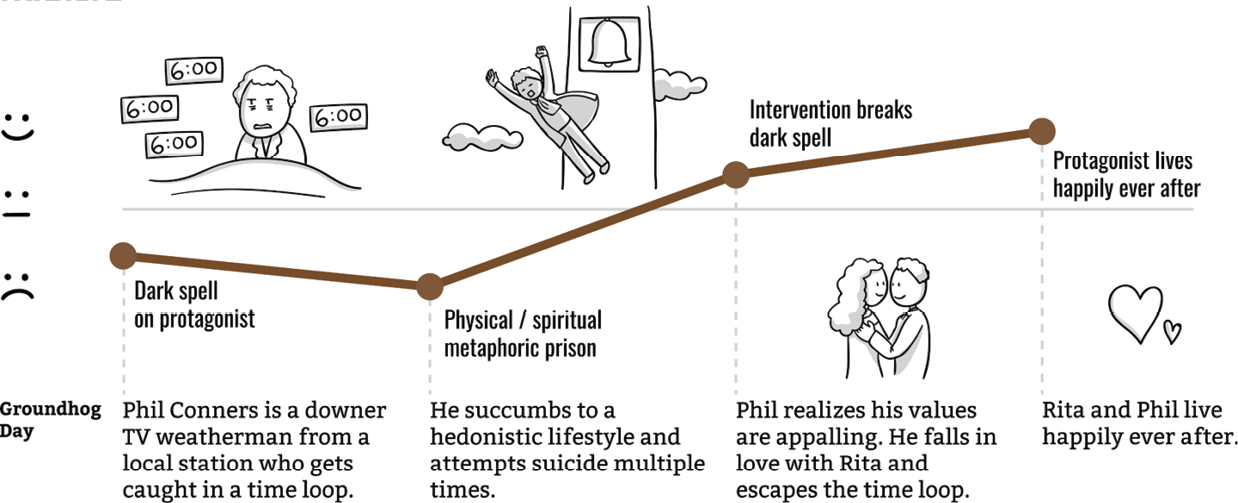 6:00
6:00
6:00
6:00
Intervention breaks
dark spell
Protagonist lives
happily ever after
Dark spell
on protagonist
Physical / spiritual
metaphoric prison
Groundhog
Day
Phil Conners is a downer
TV weatherman from a
local station who gets
caught in a time loop.
He succumbs to a
hedonistic lifestyle and
attempts suicide multiple
times.
Phil realizes his values
are appalling. He falls in
love with Rita and
escapes the time loop.
Rita and Phil live
happily ever after.